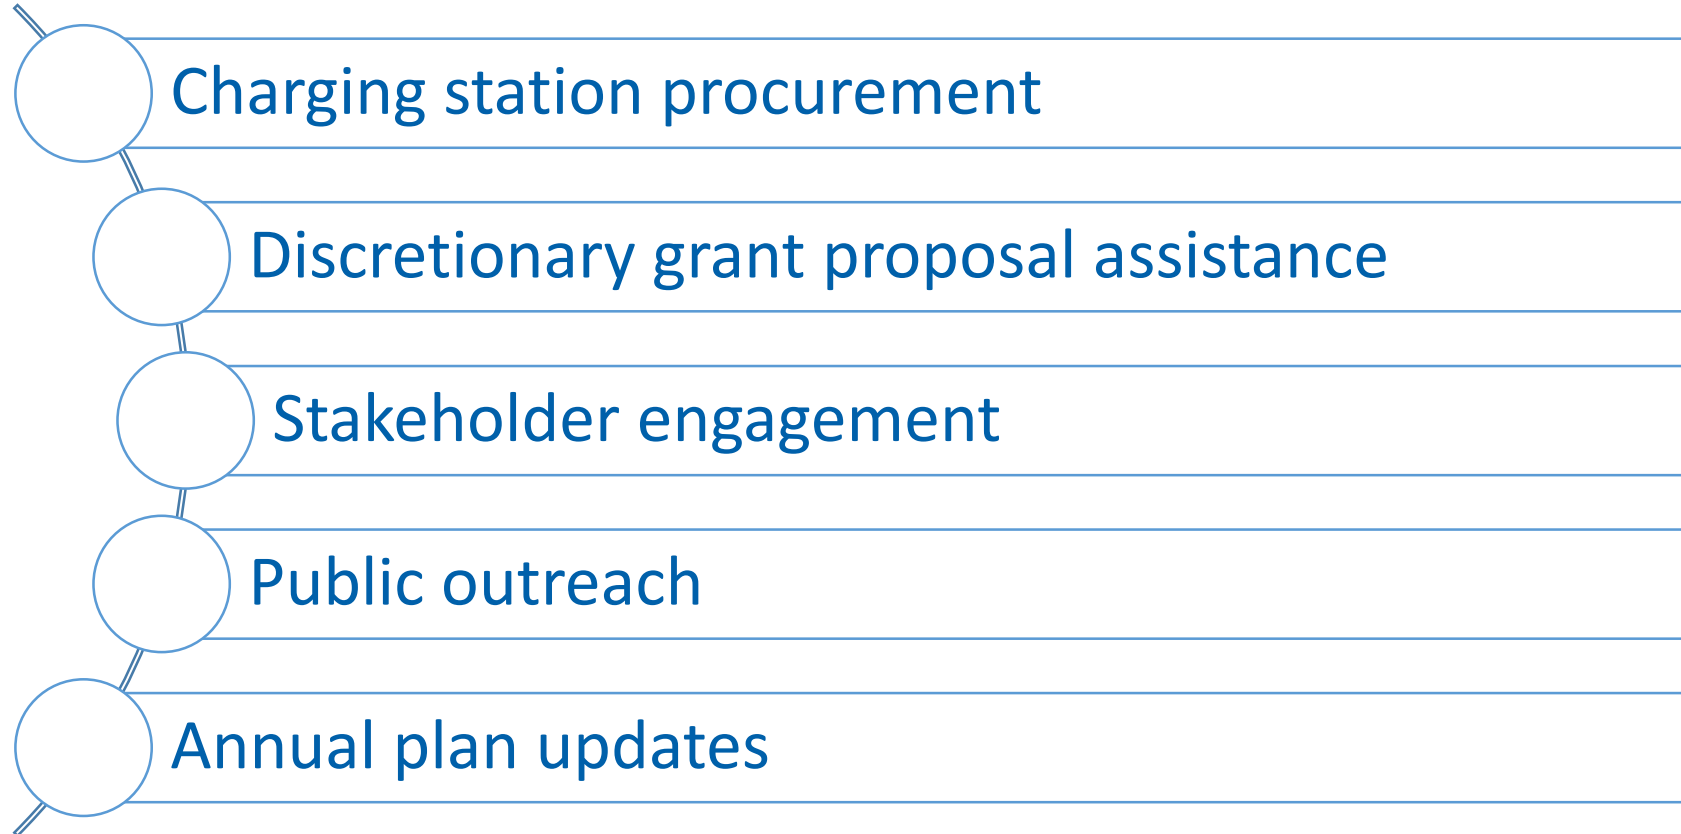 Charging station procurement
Discretionary grant proposal assistance
Stakeholder engagement
Public outreach
Annual plan updates